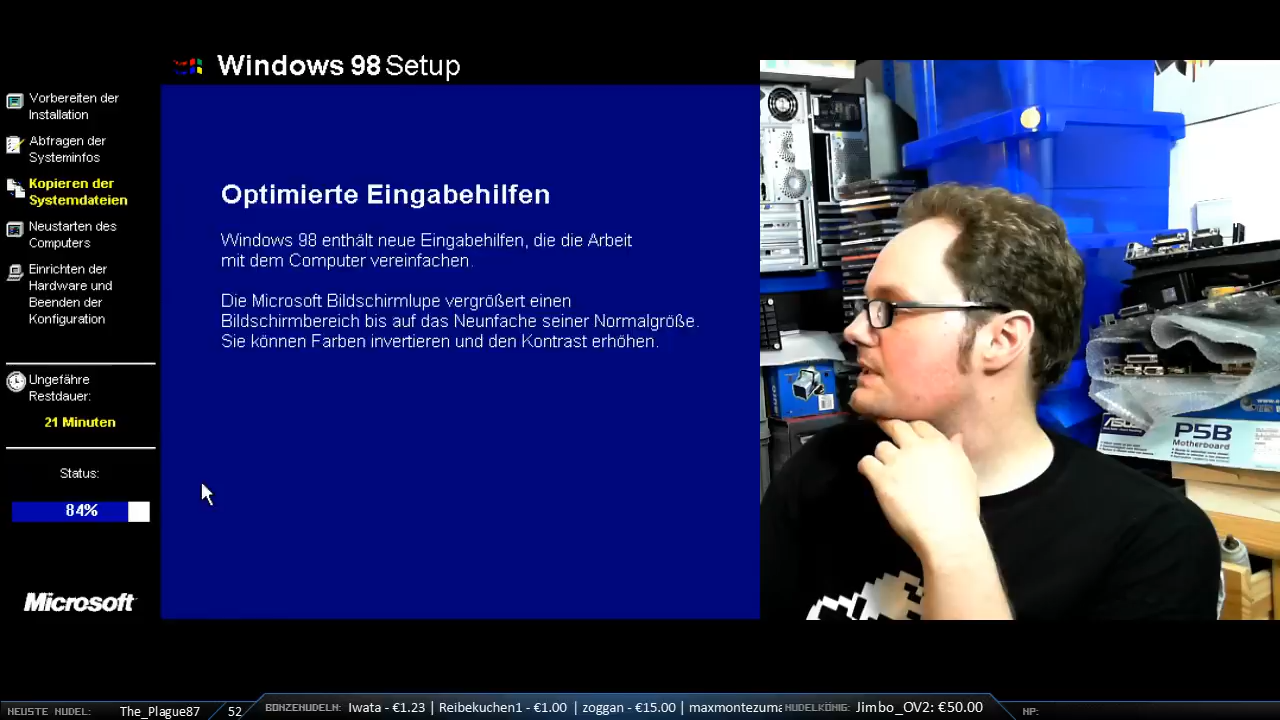 Windows 98 Setup
Vorbereiten der
Installation
Abfragen der
Systeminfos
Kopieren der
Systemdateien
Neustarten des
Computers
Einrichten der
Hardware und
Beenden der
Konfiguration
Ungefähre
Restdauer:
21 Minuten
Status:
84%
Microsoft
Optimierte Eingabehilfen
Windows 98 enthält neue Eingabehilfen, die die Arbeit
mit dem Computer vereinfachen.
Die Microsoft Bildschirmlupe vergrößert einen
Bildschirmbereich bis auf das Neunfache seiner Normalgröße.
Sie können Farben invertieren und den Kontrast erhöhen.
ASUS
P5B
Motherboard
HEUSTE NUDEL: The_Plague87 52
BONZENUDELN: Iwata - €1.23 | Reibekuchen1 - €1.00 | zoggan - €15.00 | maxmontezuma
NUDELKÖNIG: Jimbo_OV2: €50.00
HP: